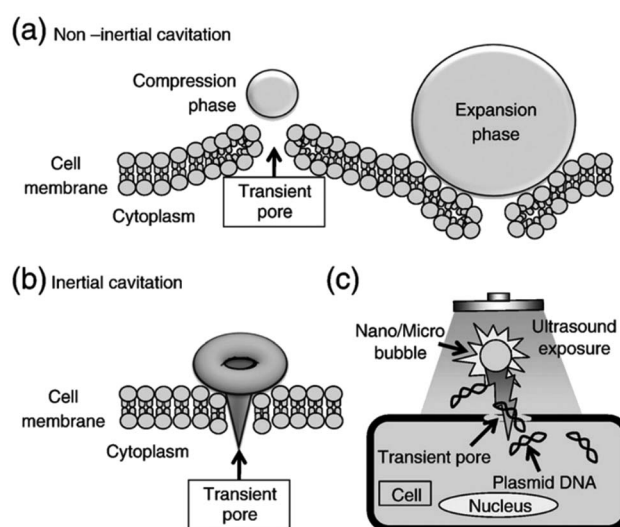 (a) Non –inertial cavitation
Compression
phase
Expansion
phase
Cell
membrane
Transient
pore
Cytoplasm
(b) Inertial cavitation
Cell
membrane
Cytoplasm
Transient
pore
(c)
Nano/Micro
bubble
Ultrasound
exposure
Transient pore
Plasmid DNA
Cell
Nucleus